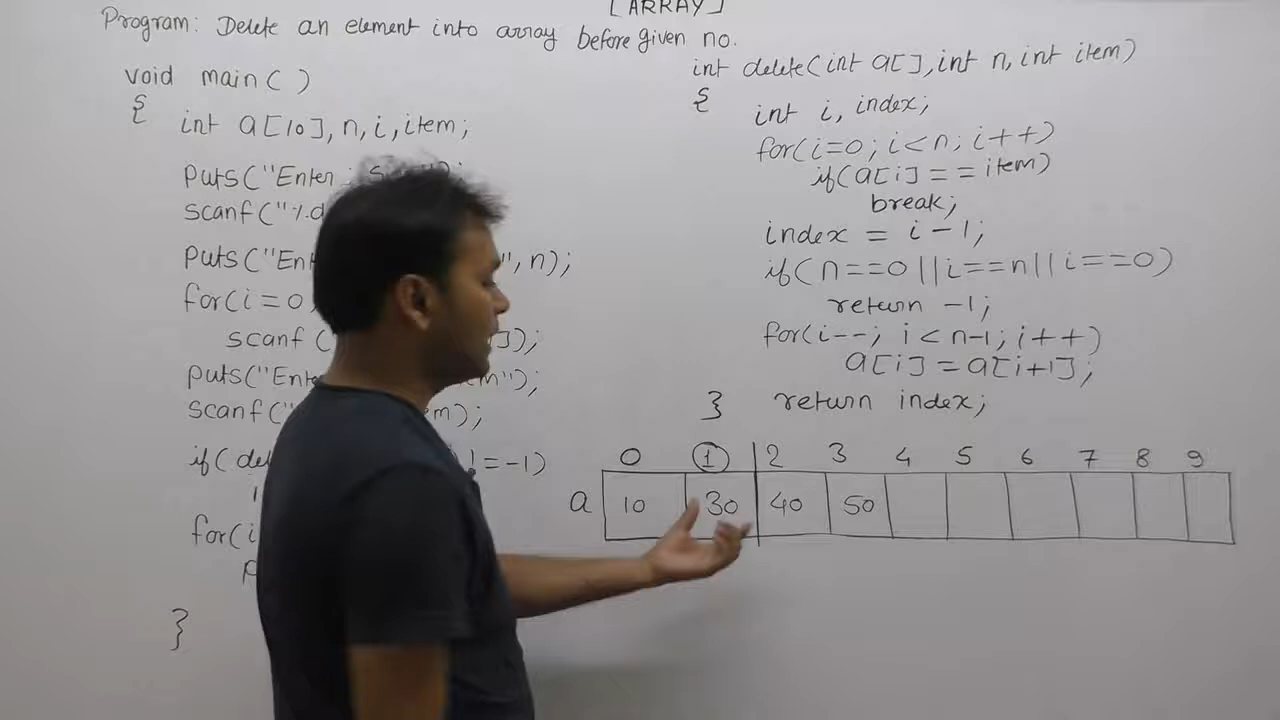 [ARRAY]
Program: Delete an element into array before given no.
void main( )
{
int a[10], n, i, item;
puts("Enter
scanf("%d
puts("En ", n);
for(i=0
scanf( ]);
puts("Ente m");
scanf(" em);
if(del != -1)
for(i
}
int delete(int a[], int n, int item)
{
int i, index;
for(i=0; i<n; i++)
if(a[i] == item)
break;
index = i-1;
if(n==0 || i==n || i==0)
return -1;
for(i--; i<n-1; i++)
a[i] = a[i+1];
return index;
}
0 1 2 3 4 5 6 7 8 9
a 10 30 40 50